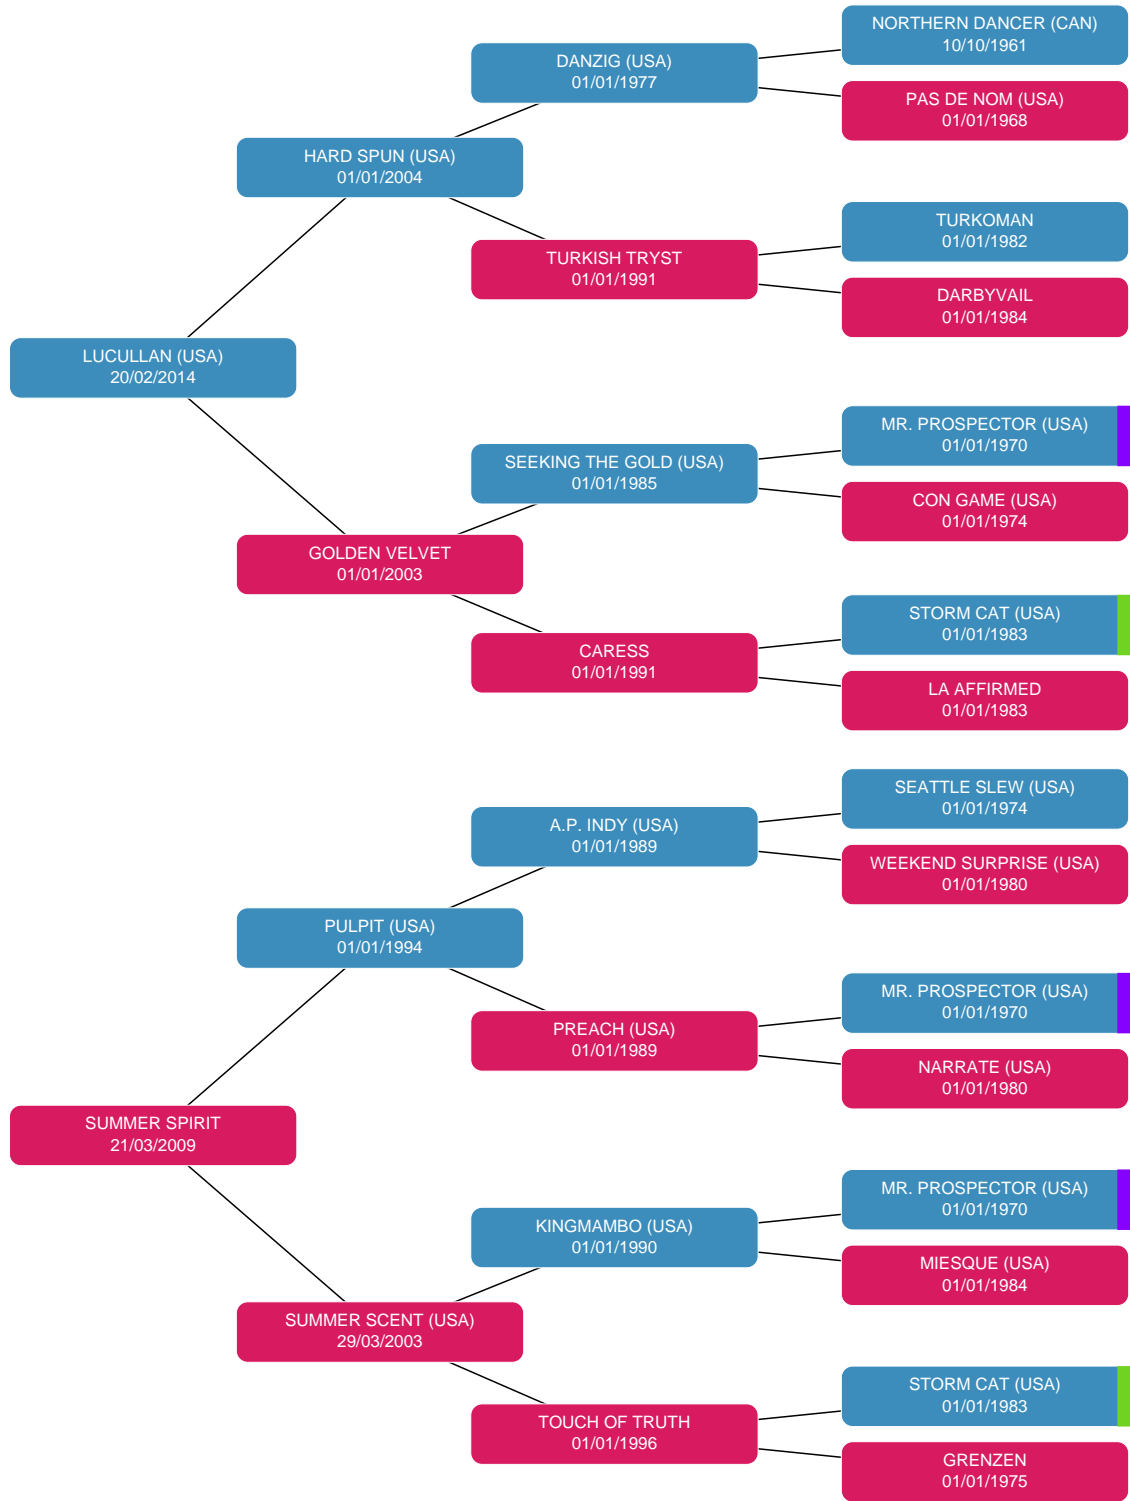 NORTHERN DANCER (CAN)
10/10/1961
DANZIG (USA)
01/01/1977
PAS DE NOM (USA)
01/01/1968
HARD SPUN (USA)
01/01/2004
TURKOMAN
01/01/1982
TURKISH TRYST
01/01/1991
DARBYVAIL
01/01/1984
LUCULLAN (USA)
20/02/2014
MR. PROSPECTOR (USA)
01/01/1970
SEEKING THE GOLD (USA)
01/01/1985
CON GAME (USA)
01/01/1974
GOLDEN VELVET
01/01/2003
STORM CAT (USA)
01/01/1983
CARESS
01/01/1991
LA AFFIRMED
01/01/1983
SEATTLE SLEW (USA)
01/01/1974
A.P. INDY (USA)
01/01/1989
WEEKEND SURPRISE (USA)
01/01/1980
PULPIT (USA)
01/01/1994
MR. PROSPECTOR (USA)
01/01/1970
PREACH (USA)
01/01/1989
NARRATE (USA)
01/01/1980
SUMMER SPIRIT
21/03/2009
MR. PROSPECTOR (USA)
01/01/1970
KINGMAMBO (USA)
01/01/1990
MIESQUE (USA)
01/01/1984
SUMMER SCENT (USA)
29/03/2003
STORM CAT (USA)
01/01/1983
TOUCH OF TRUTH
01/01/1996
GRENZEN
01/01/1975